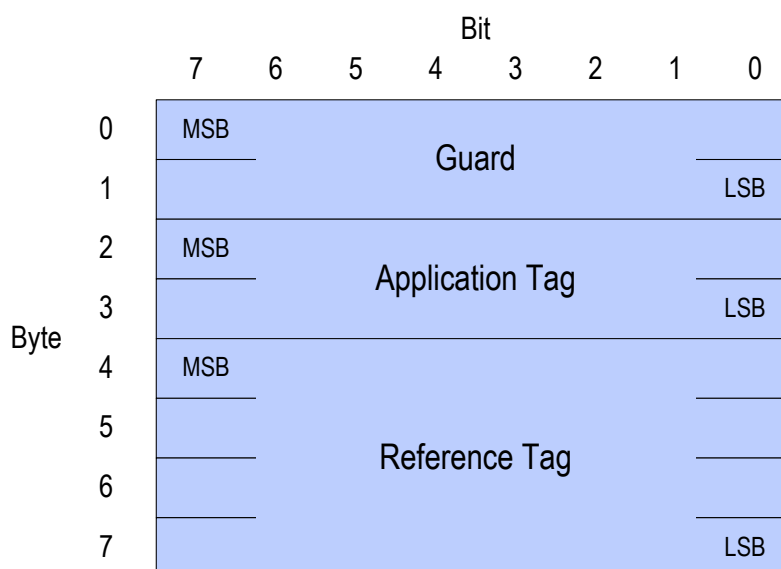 Bit
7 6 5 4 3 2 1 0
0 MSB
Guard
1 LSB
2 MSB
Application Tag
3 LSB
Byte
4 MSB
5
Reference Tag
6
7 LSB